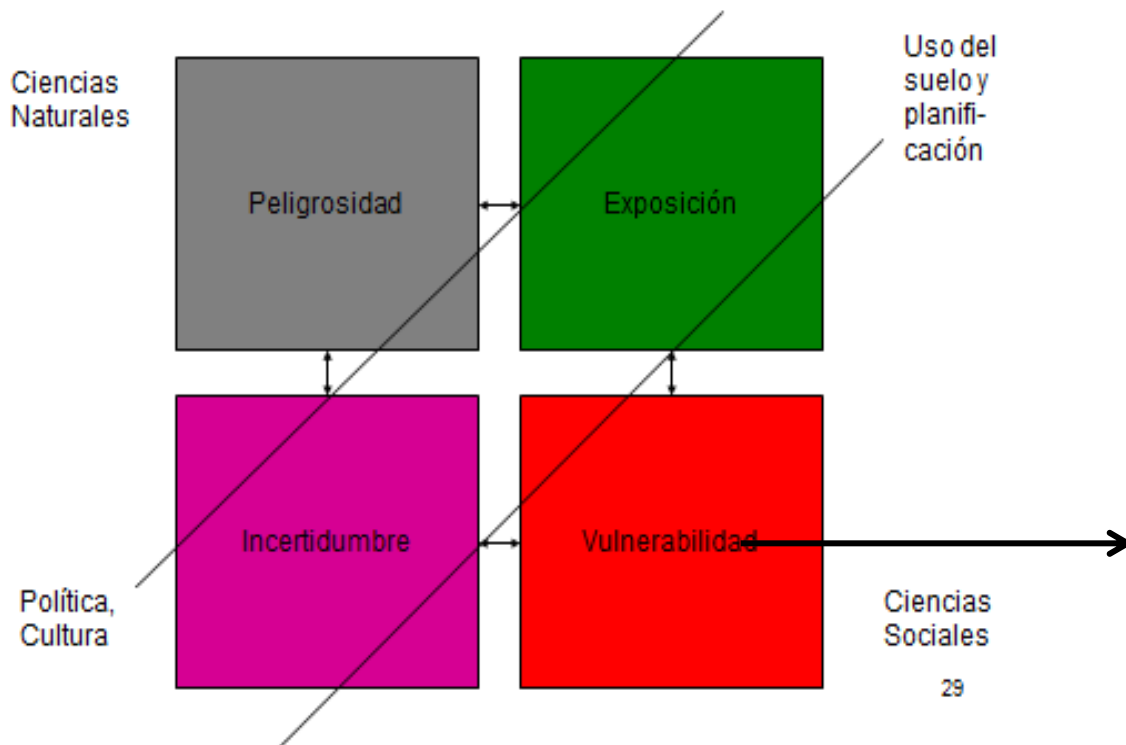 Ciencias
Naturales
Peligrosidad
Exposición
Uso del
suelo y
planifi-
cación
Incertidumbre
Vulnerabilidad
Política,
Cultura
Ciencias
Sociales
29